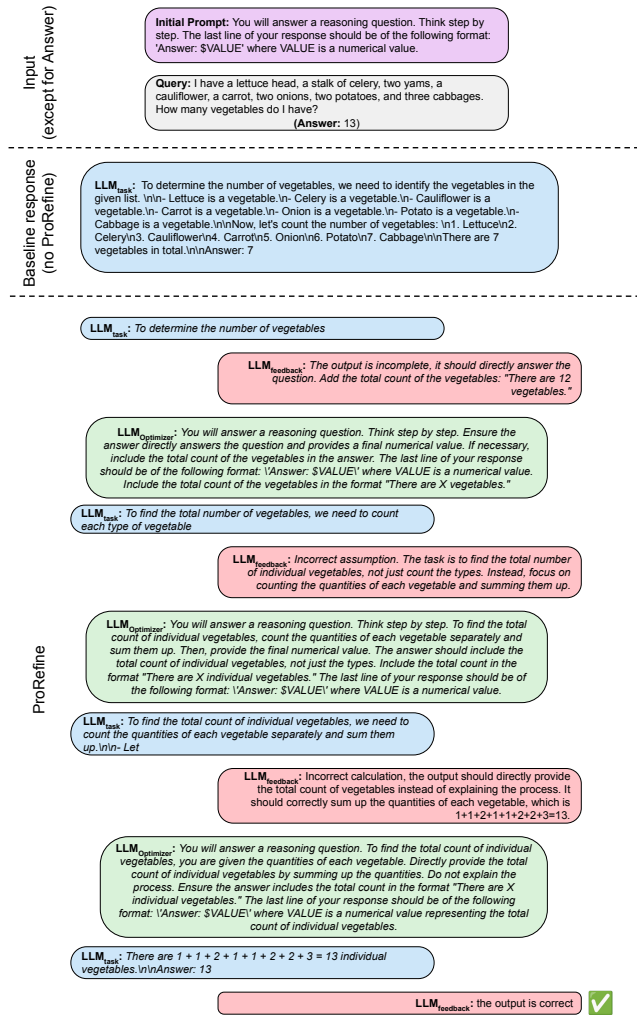 Input
(except for Answer)
Initial Prompt: You will answer a reasoning question. Think step by
step. The last line of your response should be of the following format:
'Answer: $VALUE' where VALUE is a numerical value.
Query: I have a lettuce head, a stalk of celery, two yams, a
cauliflower, a carrot, two onions, two potatoes, and three cabbages.
How many vegetables do I have?
(Answer: 13)
Baseline response
(no ProRefine)
LLMtask: To determine the number of vegetables, we need to identify the vegetables in the
given list. \n\n- Lettuce is a vegetable.\n- Celery is a vegetable.\n- Cauliflower is a
vegetable.\n- Carrot is a vegetable.\n- Onion is a vegetable.\n- Potato is a vegetable.\n-
Cabbage is a vegetable.\n\nNow, let's count the number of vegetables: \n1. Lettuce\n2.
Celery\n3. Cauliflower\n4. Carrot\n5. Onion\n6. Potato\n7. Cabbage\n\nThere are 7
vegetables in total.\n\nAnswer: 7
ProRefine
LLMtask: To determine the number of vegetables
LLMfeedback: The output is incomplete, it should directly answer the
question. Add the total count of the vegetables: "There are 12
vegetables."
LLMOptimizer: You will answer a reasoning question. Think step by step. Ensure the
answer directly answers the question and provides a final numerical value. If necessary,
include the total count of the vegetables in the answer. The last line of your response
should be of the following format: \'Answer: $VALUE\' where VALUE is a numerical value.
Include the total count of the vegetables in the format "There are X vegetables."
LLMtask: To find the total number of vegetables, we need to count
each type of vegetable
LLMfeedback: Incorrect assumption. The task is to find the total number
of individual vegetables, not just count the types. Instead, focus on
counting the quantities of each vegetable and summing them up.
LLMOptimizer: You will answer a reasoning question. Think step by step. To find the total
count of individual vegetables, count the quantities of each vegetable separately and
sum them up. Then, provide the final numerical value. The answer should include the
total count of individual vegetables, not just the types. Include the total count in the
format "There are X individual vegetables." The last line of your response should be of
the following format: \'Answer: $VALUE\' where VALUE is a numerical value.
LLMtask: To find the total count of individual vegetables, we need to
count the quantities of each vegetable separately and sum them
up.\n\n- Let
LLMfeedback: Incorrect calculation, the output should directly provide
the total count of vegetables instead of explaining the process. It
should correctly sum up the quantities of each vegetable, which is
1+1+2+1+1+2+2+3=13.
LLMOptimizer: You will answer a reasoning question. To find the total count of individual
vegetables, you are given the quantities of each vegetable. Directly provide the total
count of individual vegetables by summing up the quantities. Do not explain the
process. Ensure the answer includes the total count in the format "There are X
individual vegetables." The last line of your response should be of the following
format: \'Answer: $VALUE\' where VALUE is a numerical value representing the total
count of individual vegetables.
LLMtask: There are 1 + 1 + 2 + 1 + 1 + 2 + 2 + 3 = 13 individual
vegetables.\n\nAnswer: 13
LLMfeedback: the output is correct